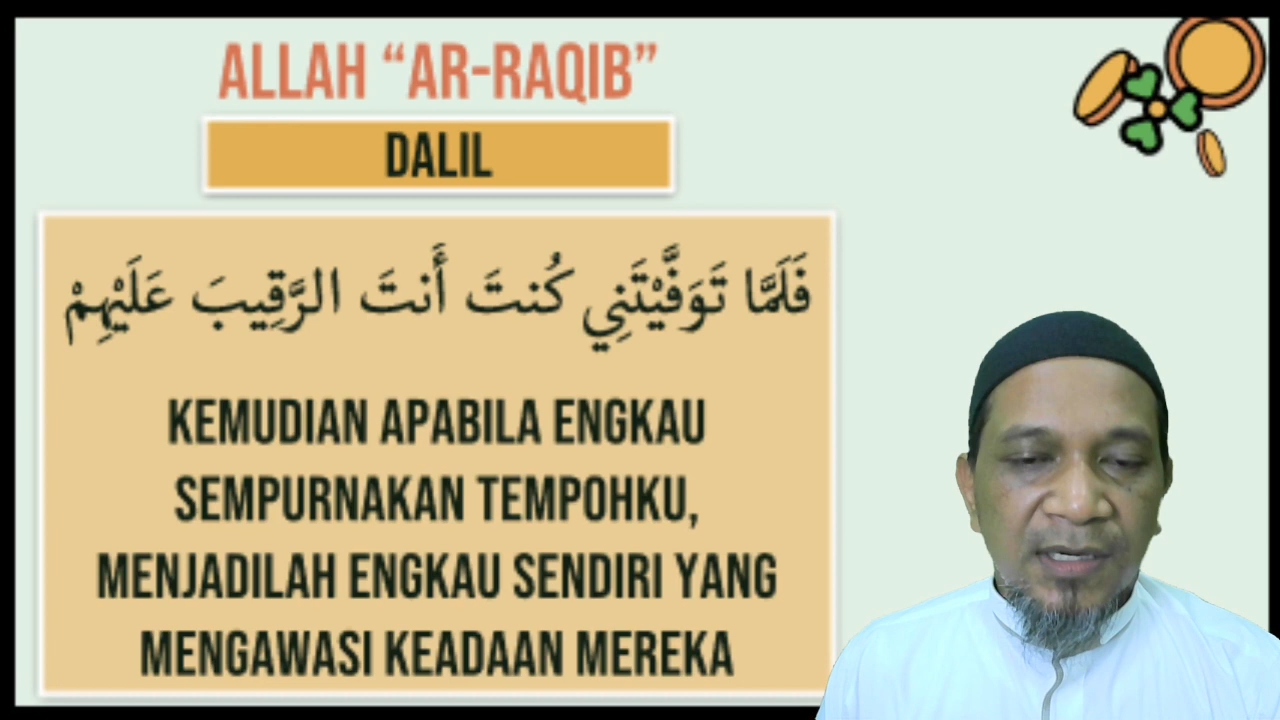 ALLAH “AR-RAQIB”
DALIL
فَلَمَّا تَوَفَّيْتَنِي كُنتَ أَنتَ الرَّقِيبَ عَلَيْهِمْ
KEMUDIAN APABILA ENGKAU
SEMPURNAKAN TEMPOHKU,
MENJADILAH ENGKAU SENDIRI YANG
MENGAWASI KEADAAN MEREKA